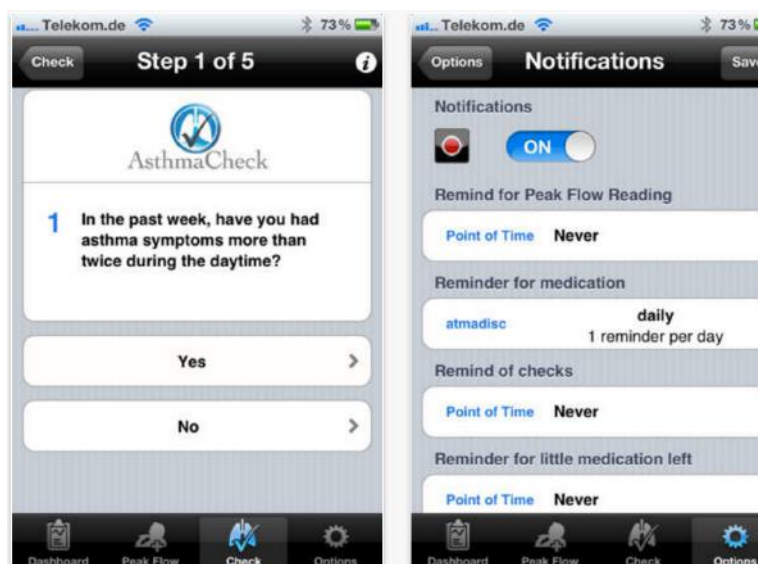 Telekom.de 73%
Check Step 1 of 5
AsthmaCheck
1 In the past week, have you had
asthma symptoms more than
twice during the daytime?
Yes
No
Dashboard Peak Flow Check Options
Telekom.de 73%
Options Notifications Save
Notifications
ON
Remind for Peak Flow Reading
Point of Time Never
Reminder for medication
atmadisc daily
1 reminder per day
Remind of checks
Point of Time Never
Reminder for little medication left
Point of Time Never
Dashboard Peak Flow Check Options